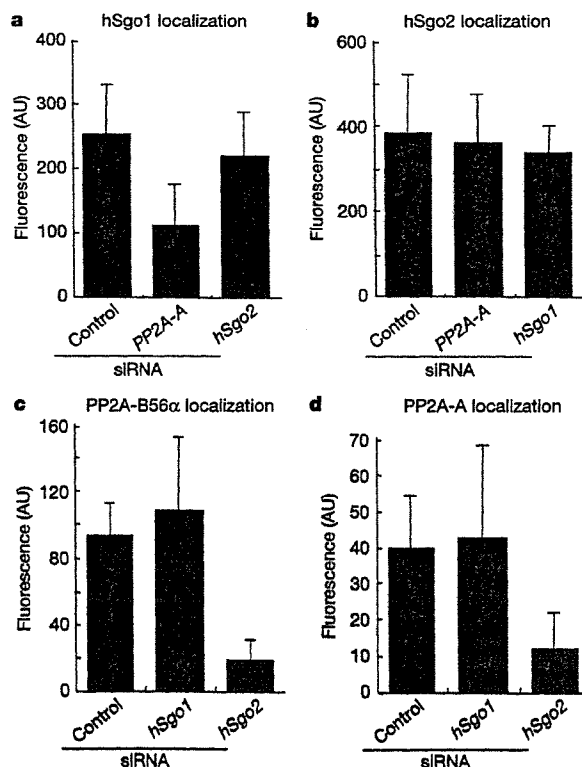 a
hSgo1 localization
Fluorescence (AU)
400
300
200
100
0
Control
PP2A-A
hSgo2
siRNA
b
hSgo2 localization
Fluorescence (AU)
600
400
200
0
Control
PP2A-A
hSgo1
siRNA
c
PP2A-B56α localization
Fluorescence (AU)
160
120
80
40
0
Control
hSgo1
hSgo2
siRNA
d
PP2A-A localization
Fluorescence (AU)
70
60
50
40
30
20
10
0
Control
hSgo1
hSgo2
siRNA